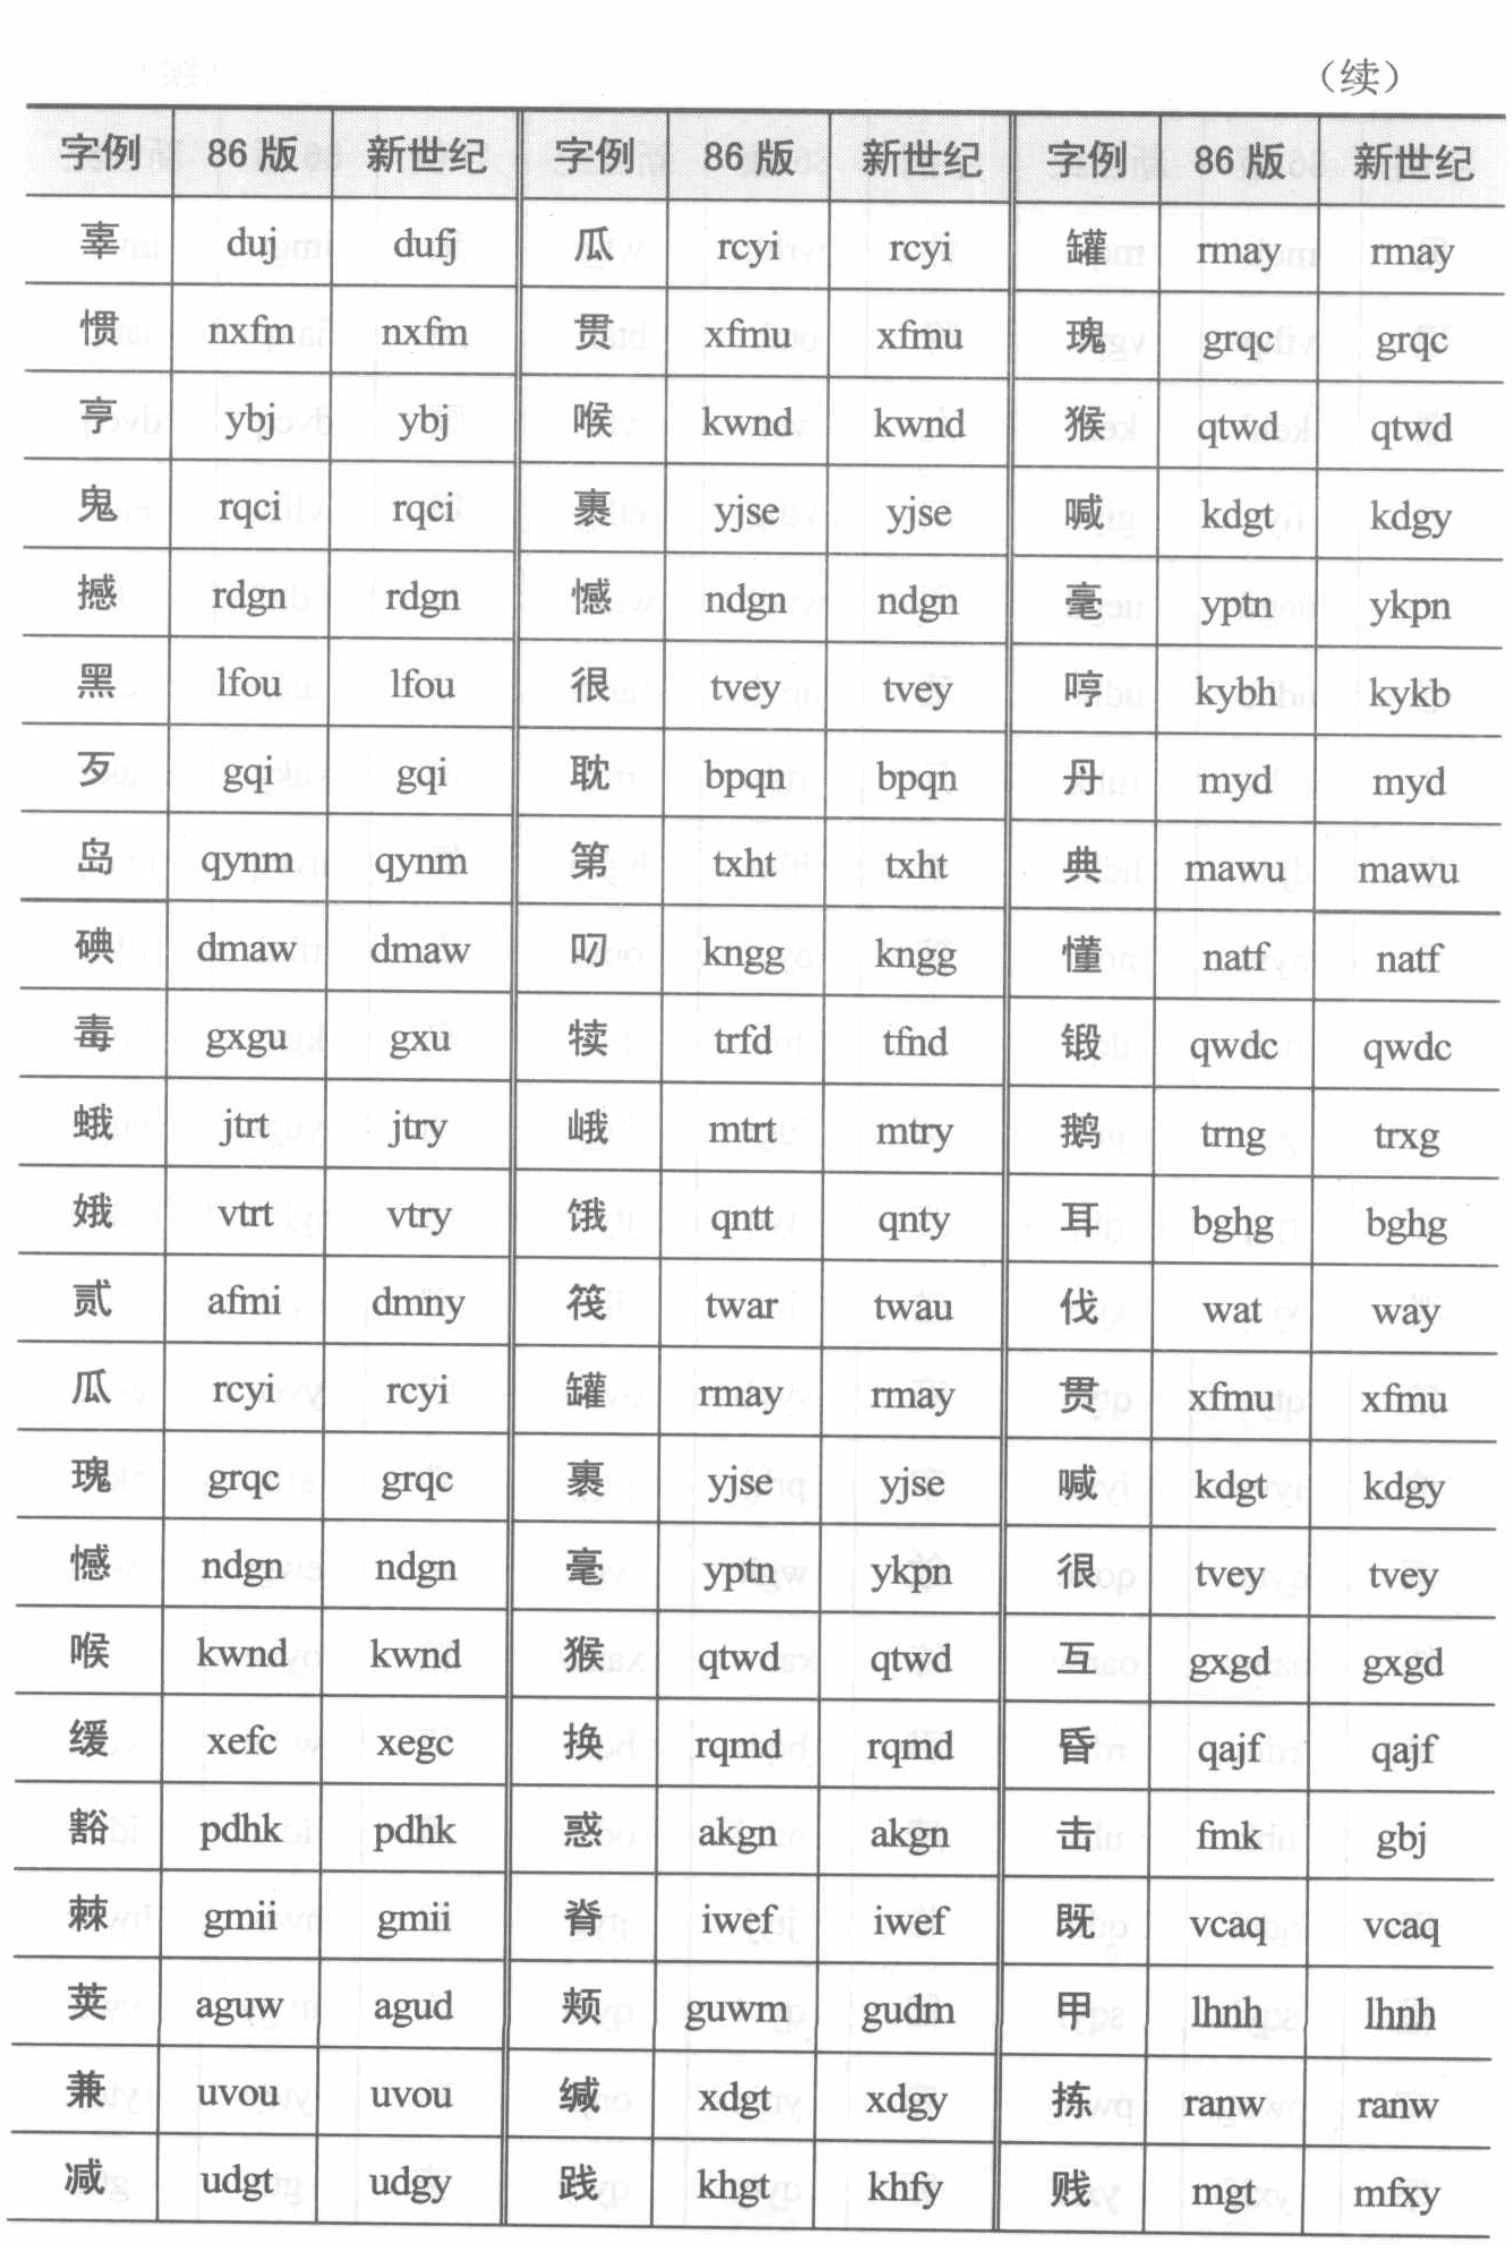 （续）
字例 86 版 新世纪 字例 86 版 新世纪 字例 86 版 新世纪
辜 duj dufj 瓜 rcyi rcyi 罐 rmay rmay
惯 nxfm nxfm 贯 xfmu xfmu 瑰 grqc grqc
亨 ybj ybj 喉 kwnd kwnd 猴 qtwd qtwd
鬼 rqci rqci 裹 yjse yjse 喊 kdgt kdgy
撼 rdgn rdgn 憾 ndgn ndgn 毫 yptn ykpn
黑 lfou lfou 很 tvey tvey 哼 kybh kykb
歹 gqi gqi 耽 bpqn bpqn 丹 myd myd
岛 qynm qynm 第 txht txht 典 mawu mawu
碘 dmaw dmaw 叼 kngg kngg 懂 natf natf
毒 gxgu gxu 犊 trfd tfnd 锻 qwdc qwdc
蛾 jtrt jtry 峨 mtrt mtry 鹅 trng trxg
娥 vtrt vtry 饿 qntt qnty 耳 bghg bghg
贰 afmi dmny 筏 twar twau 伐 wat way
瓜 rcyi rcyi 罐 rmay rmay 贯 xfmu xfmu
瑰 grqc grqc 裹 yjse yjse 喊 kdgt kdgy
憾 ndgn ndgn 毫 yptn ykpn 很 tvey tvey
喉 kwnd kwnd 猴 qtwd qtwd 互 gxgd gxgd
缓 xefc xegc 换 rqmd rqmd 昏 qajf qajf
豁 pdhk pdhk 惑 akgn akgn 击 fmk gbj
棘 gmii gmii 脊 iwef iwef 既 vcaq vcaq
荚 aguw agud 颊 guwm gudm 甲 lhnh lhnh
兼 uvou uvou 缄 xdgt xdgy 拣 ranw ranw
减 udgt udgy 践 khgt khfy 贱 mgt mfxy